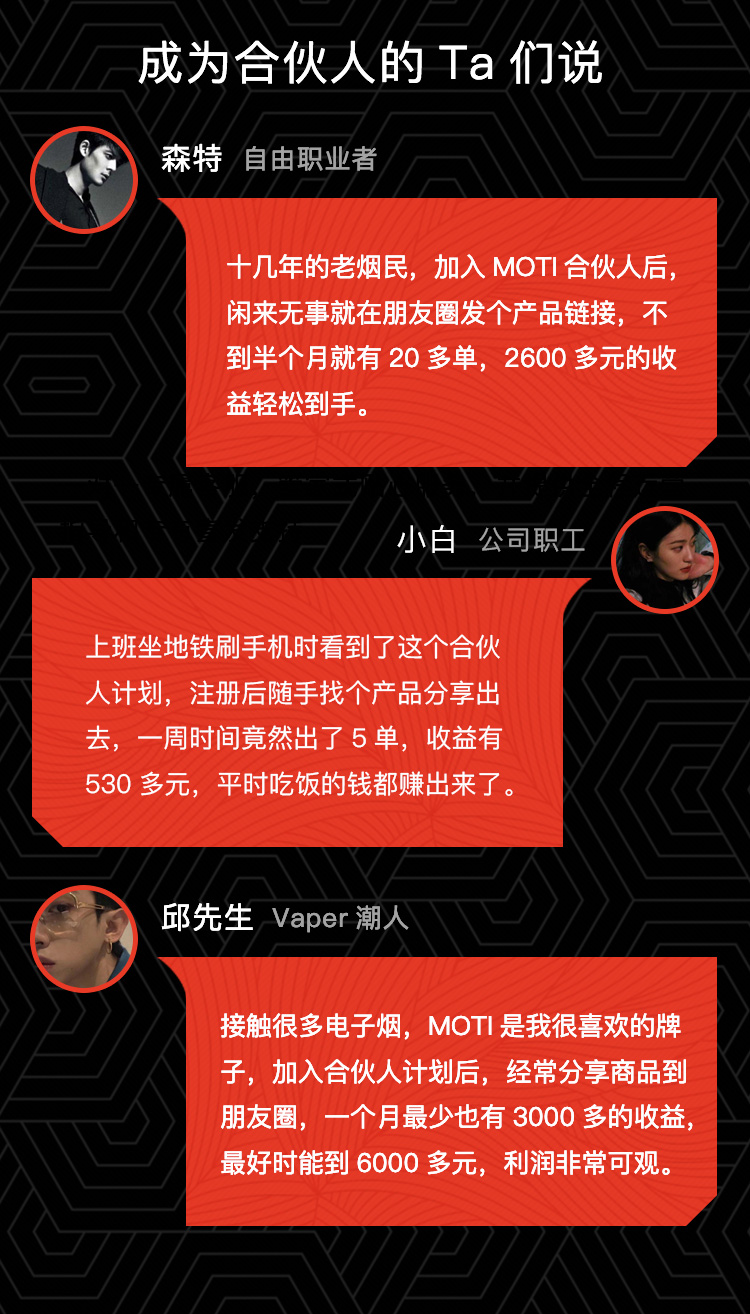 成为合伙人的 Ta 们说
森特 自由职业者
十几年的老烟民，加入 MOTI 合伙人后，
闲来无事就在朋友圈发个产品链接，不
到半个月就有 20 多单，2600 多元的收
益轻松到手。
小白 公司职工
上班坐地铁刷手机时看到了这个合伙
人计划，注册后随手找个产品分享出
去，一周时间竟然出了 5 单，收益有
530 多元，平时吃饭的钱都赚出来了。
邱先生 Vaper 潮人
接触很多电子烟，MOTI 是我很喜欢的牌
子，加入合伙人计划后，经常分享商品到
朋友圈，一个月最少也有 3000 多的收益，
最好时能到 6000 多元，利润非常可观。